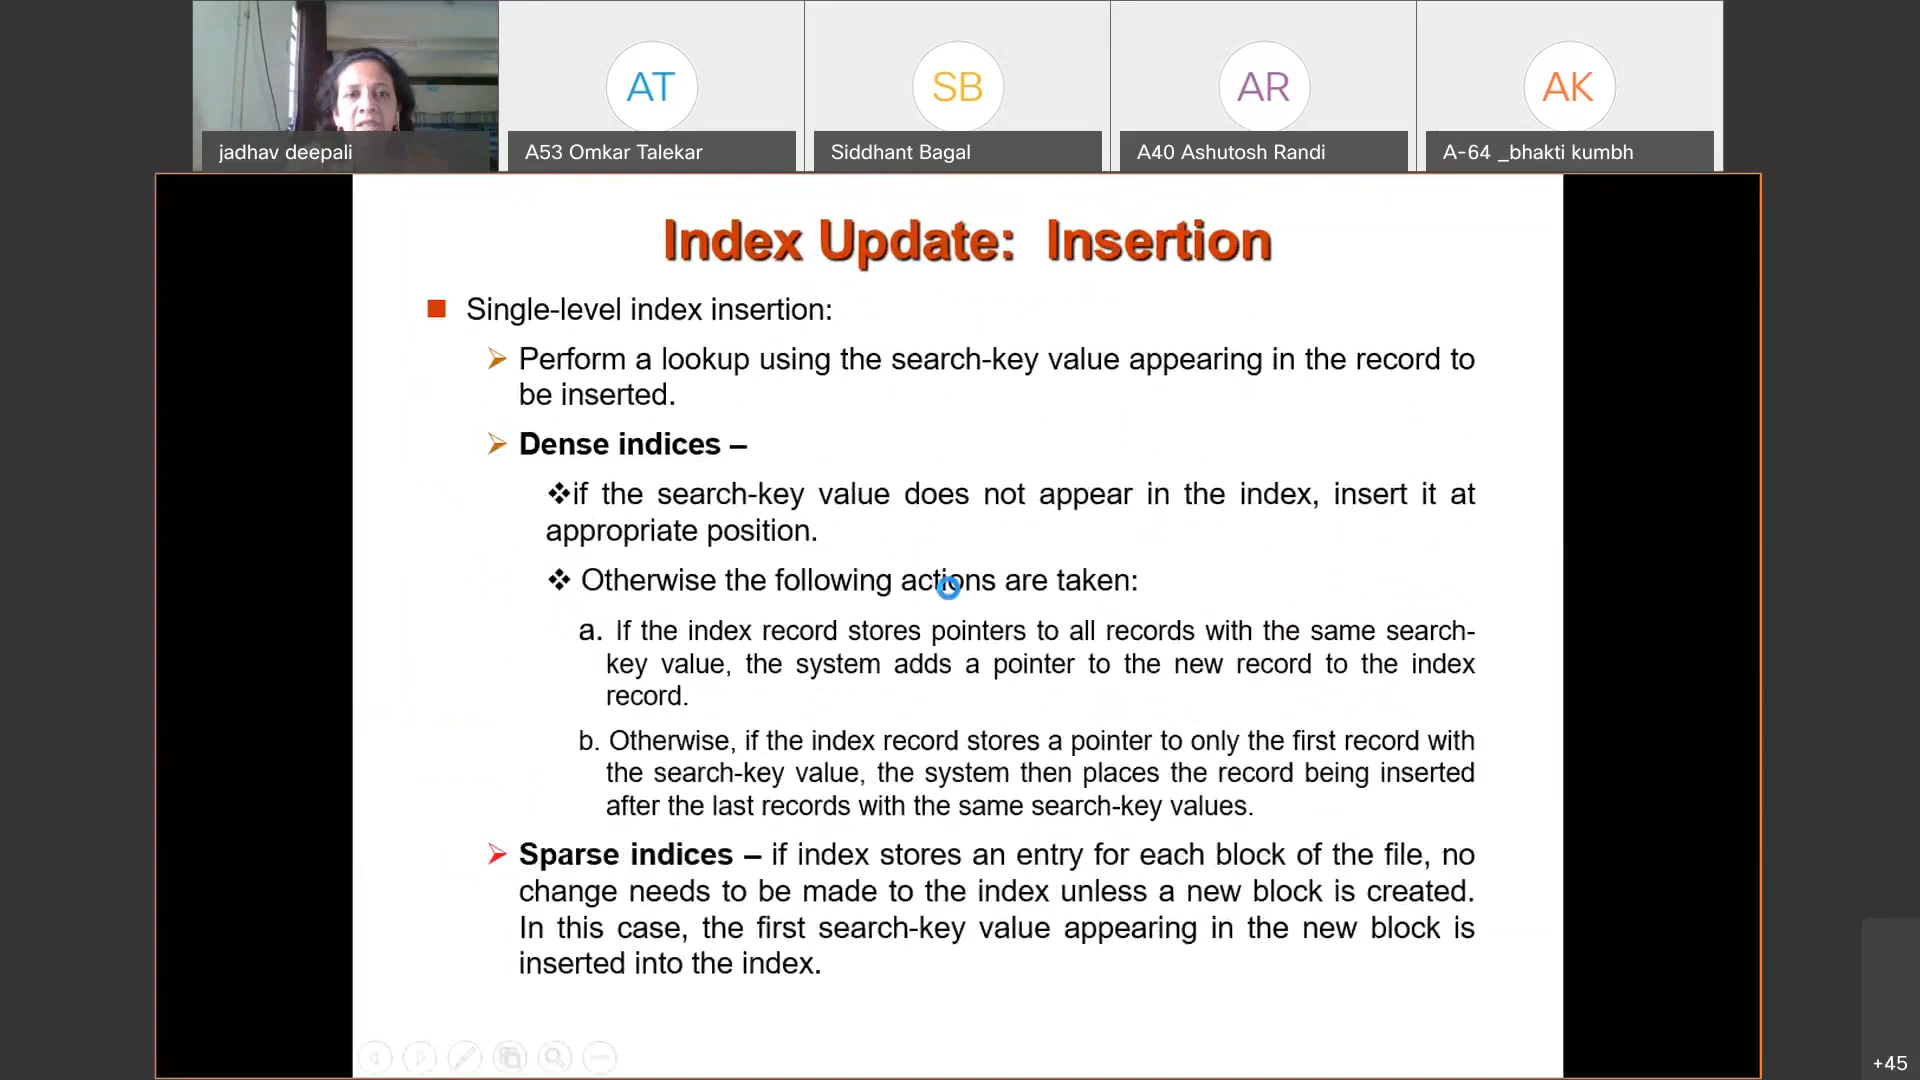 AT
SB
AR
AK
jadhav deepali
A53 Omkar Talekar
Siddhant Bagal
A40 Ashutosh Randi
A-64 _bhakti kumbh
Index Update: Insertion
Single-level index insertion:
Perform a lookup using the search-key value appearing in the record to
be inserted.
Dense indices –
if the search-key value does not appear in the index, insert it at
appropriate position.
Otherwise the following actions are taken:
a. If the index record stores pointers to all records with the same search-
key value, the system adds a pointer to the new record to the index
record.
b. Otherwise, if the index record stores a pointer to only the first record with
the search-key value, the system then places the record being inserted
after the last records with the same search-key values.
Sparse indices – if index stores an entry for each block of the file, no
change needs to be made to the index unless a new block is created.
In this case, the first search-key value appearing in the new block is
inserted into the index.
+45